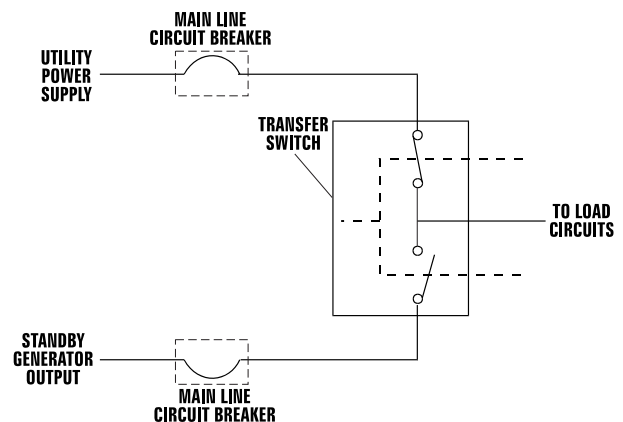 MAIN LINE
CIRCUIT BREAKER
UTILITY
POWER
SUPPLY
TRANSFER
SWITCH
TO LOAD
CIRCUITS
STANDBY
GENERATOR
OUTPUT
MAIN LINE
CIRCUIT BREAKER